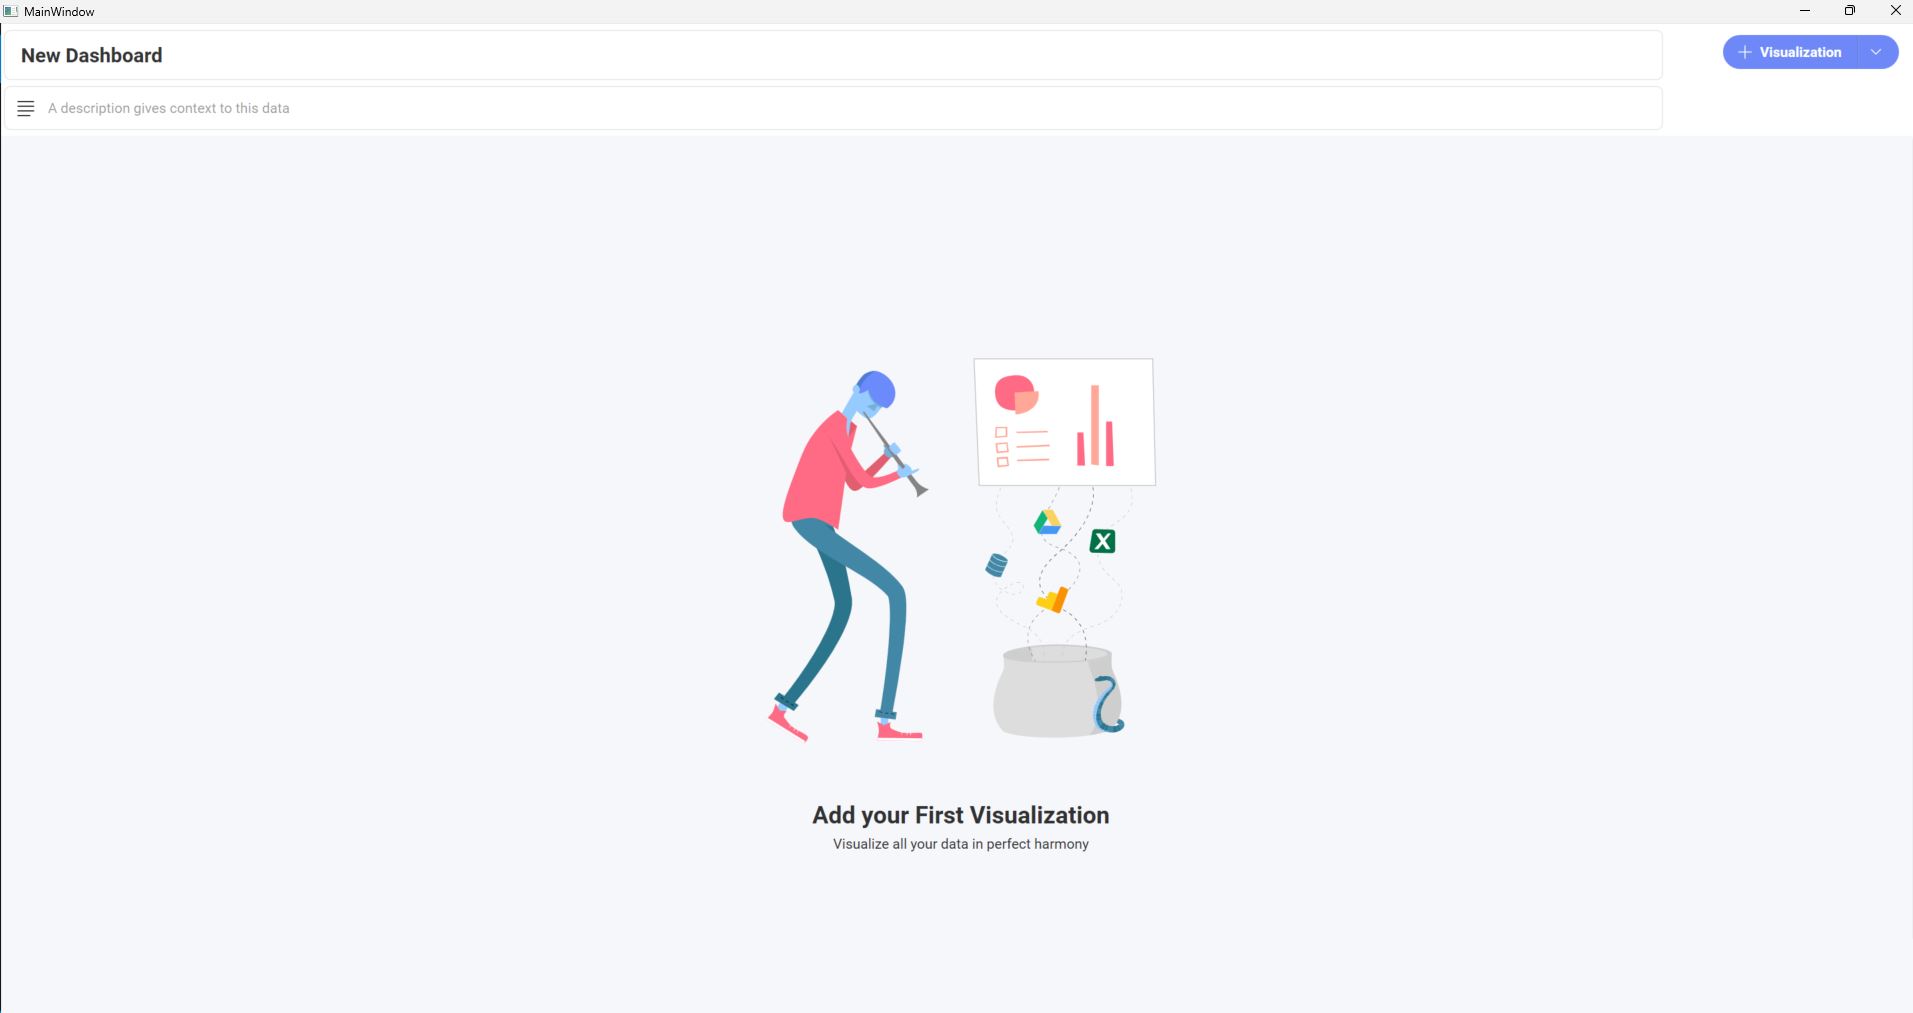 MainWindow
New Dashboard
Visualization
A description gives context to this data
X
Add your First Visualization
Visualize all your data in perfect harmony